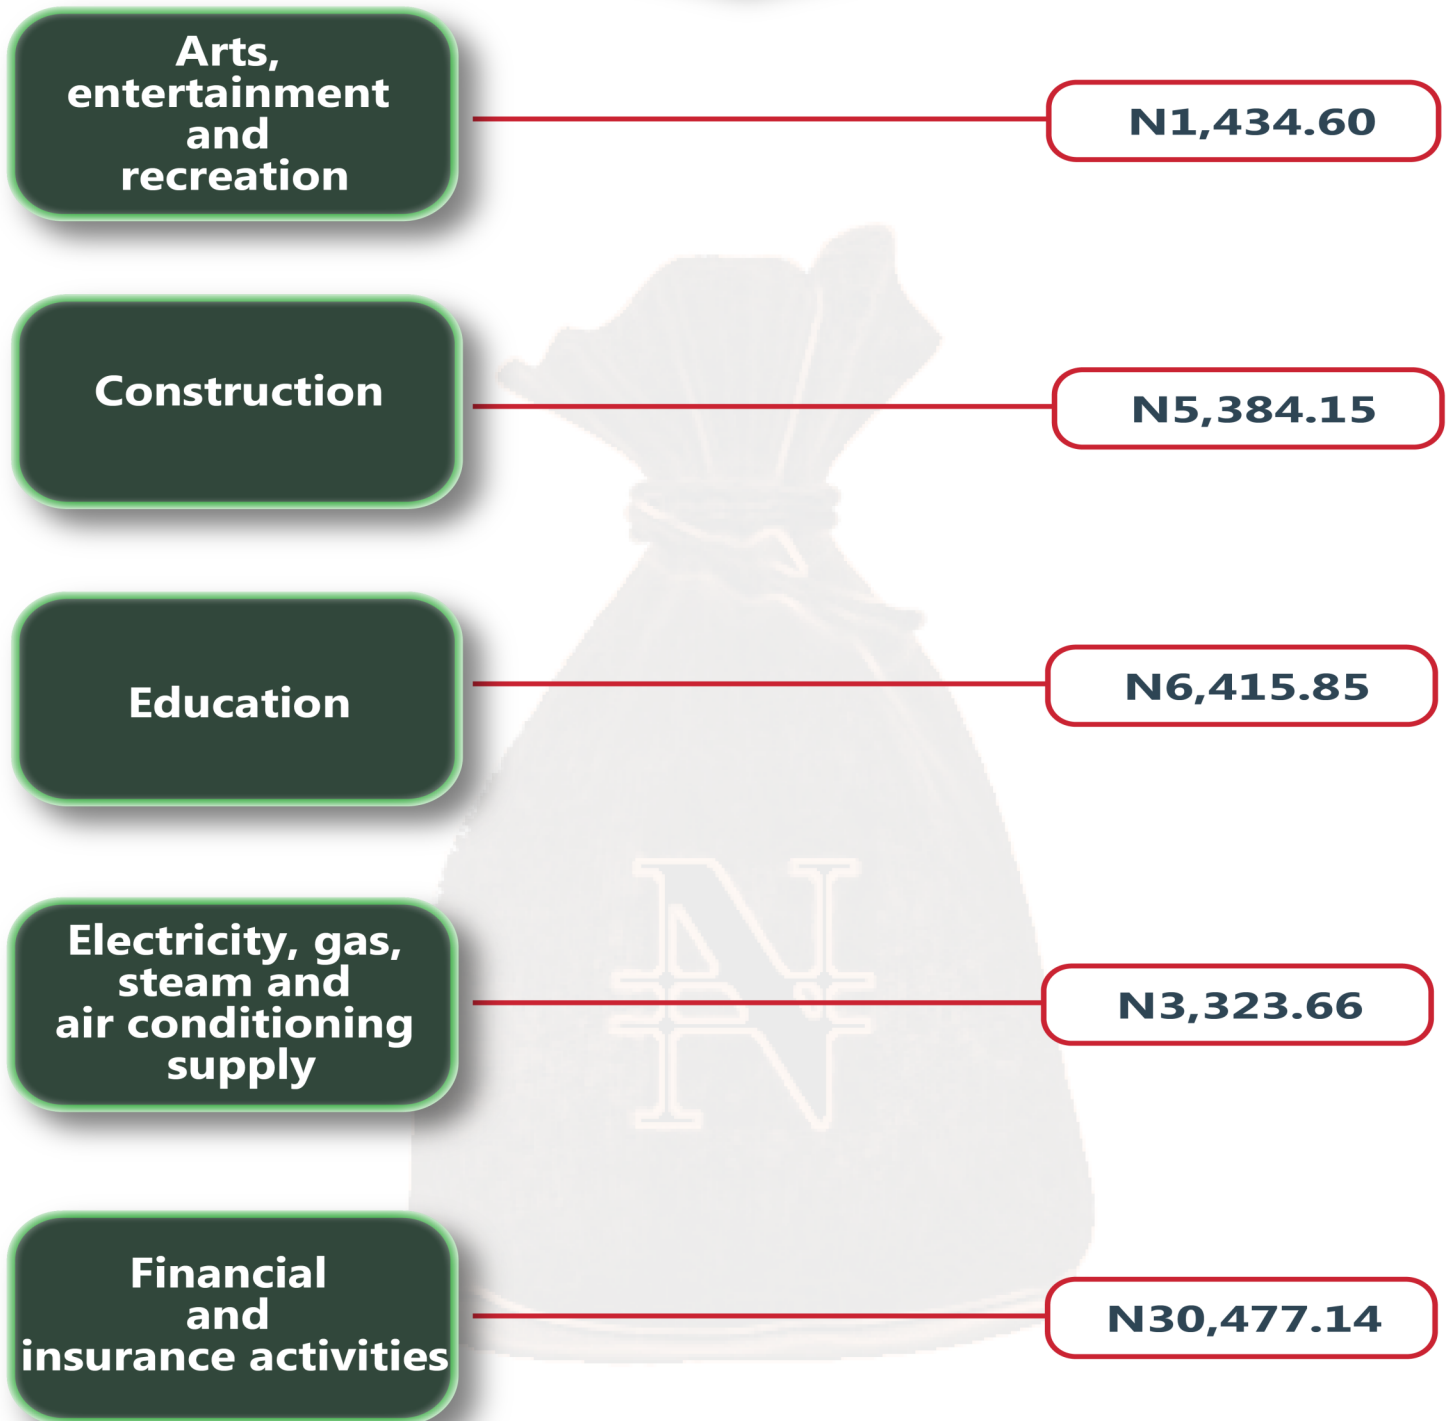 Arts,
entertainment
and
recreation
N1,434.60
Construction
N5,384.15
Education
N6,415.85
Electricity, gas,
steam and
air conditioning
supply
N3,323.66
Financial
and
insurance activities
N30,477.14
₦